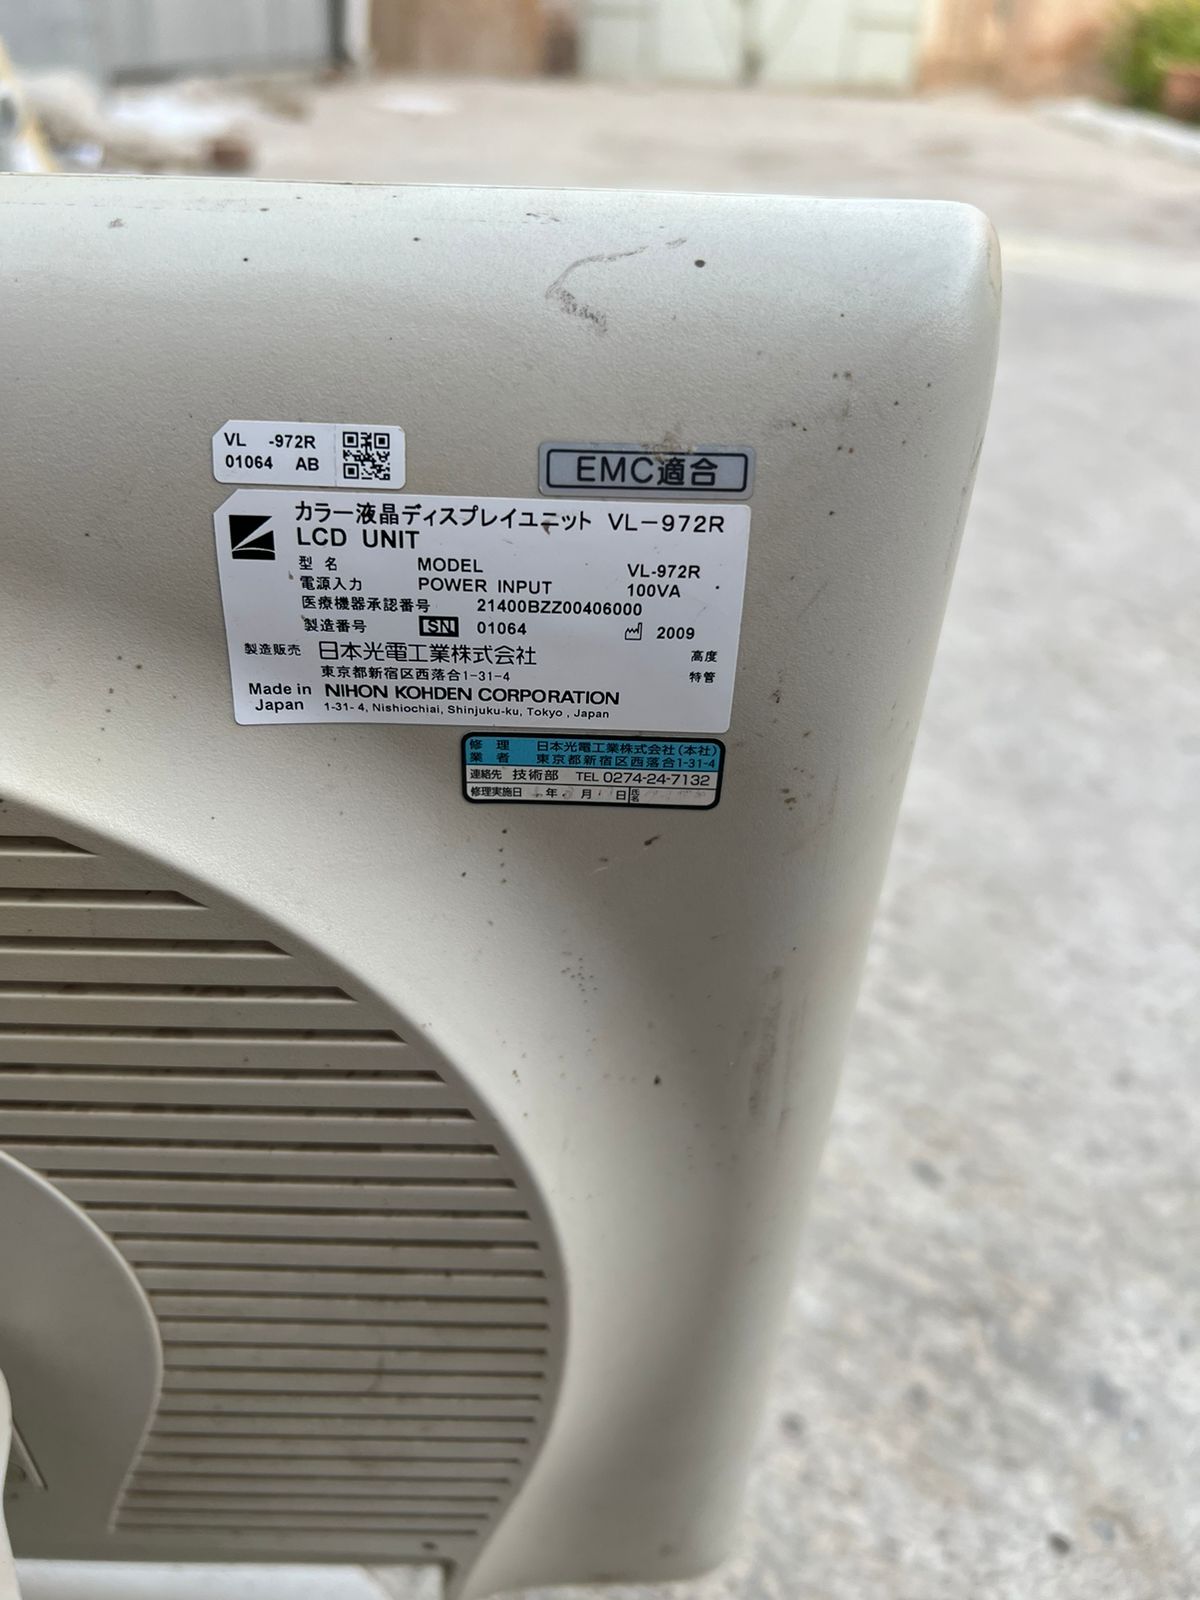 VL -972R
01064 AB
EMC適合
カラー液晶ディスプレイユニット VL-972R
LCD UNIT
型名 MODEL VL-972R
電源入力 POWER INPUT 100VA
医療機器承認番号 21400BZZ00406000
製造番号 SN 01064 2009
製造販売 日本光電工業株式会社 高度
東京都新宿区西落合1-31-4 特管
Made in Japan NIHON KOHDEN CORPORATION
1-31-4, Nishiochiai, Shinjuku-ku, Tokyo, Japan
修理業者 日本光電工業株式会社(本社)
東京都新宿区西落合1-31-4
連絡先 技術部 TEL 0274-24-7132
修理実施日 年 月 日 氏名